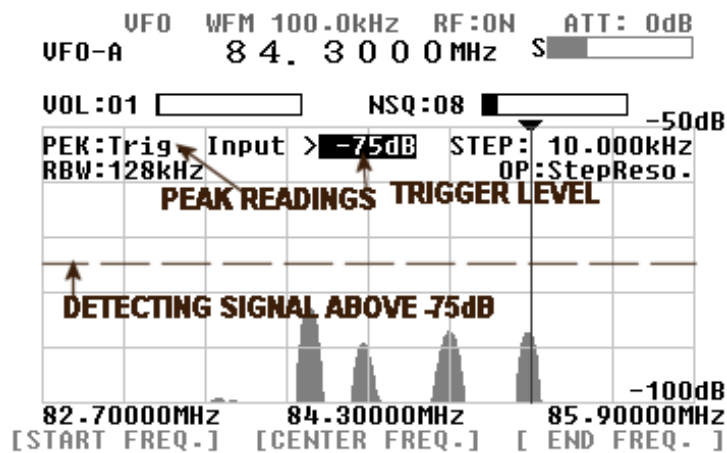 VFO WFM 100.0kHz RF:ON ATT: 0dB
VFO-A 84. 3000MHz S
VOL:01 NSQ:08 -50dB
PEK:Trig. Input > -75dB STEP: 10.000kHz
RBW:128kHz OP:StepReso.
PEAK READINGS TRIGGER LEVEL
DETECTING SIGNAL ABOVE -75dB
-100dB
82.70000MHz 84.30000MHz 85.90000MHz
[START FREQ.] [CENTER FREQ.] [ END FREQ. ]